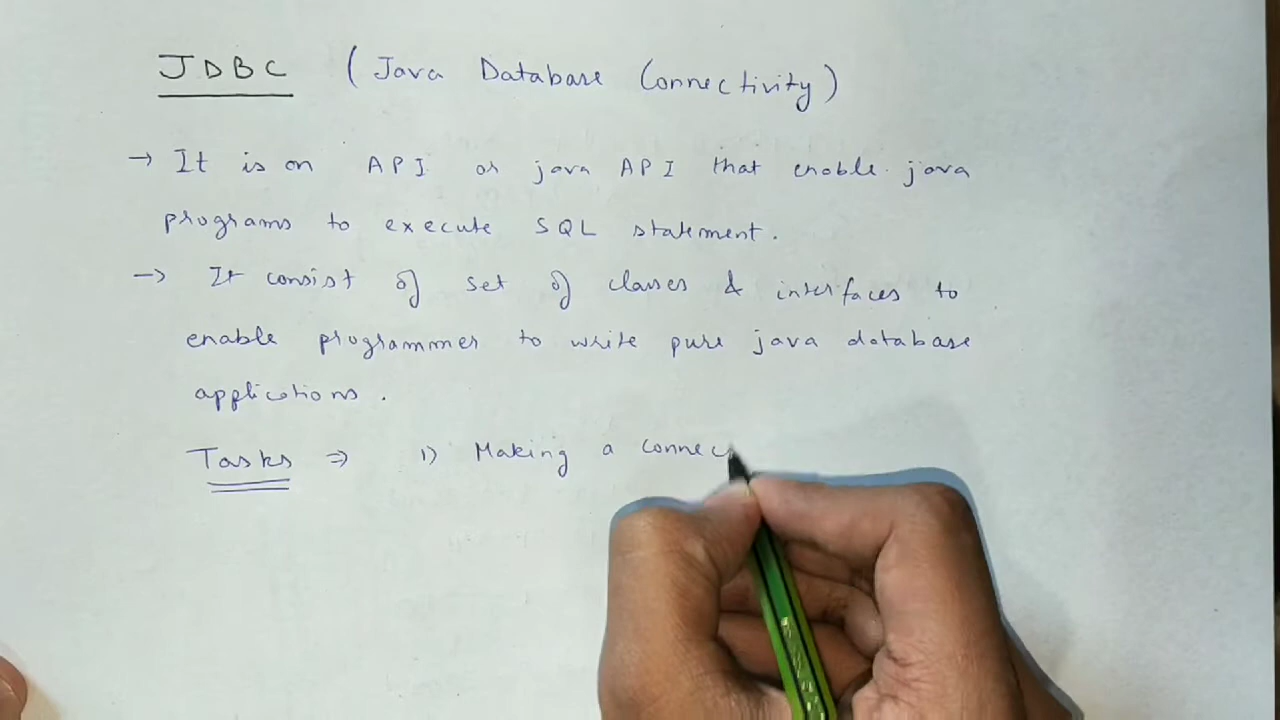 JDBC (Java Database Connectivity)
→ It is an API or java API that enable java
programs to execute SQL statement.
→ It consist of set of classes & interfaces to
enable programmer to write pure java database
applications.
Tasks ⇒ 1) Making a connec